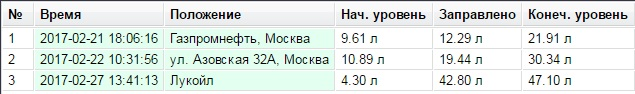 № Время Положение Нач. уровень Заправлено Конеч. уровень
1 2017-02-21 18:06:16 Газпромнефть, Москва 9.61 л 12.29 л 21.91 л
2 2017-02-22 10:31:56 ул. Азовская 32А, Москва 10.89 л 19.44 л 30.34 л
3 2017-02-27 13:41:13 Лукойл 4.30 л 42.80 л 47.10 л